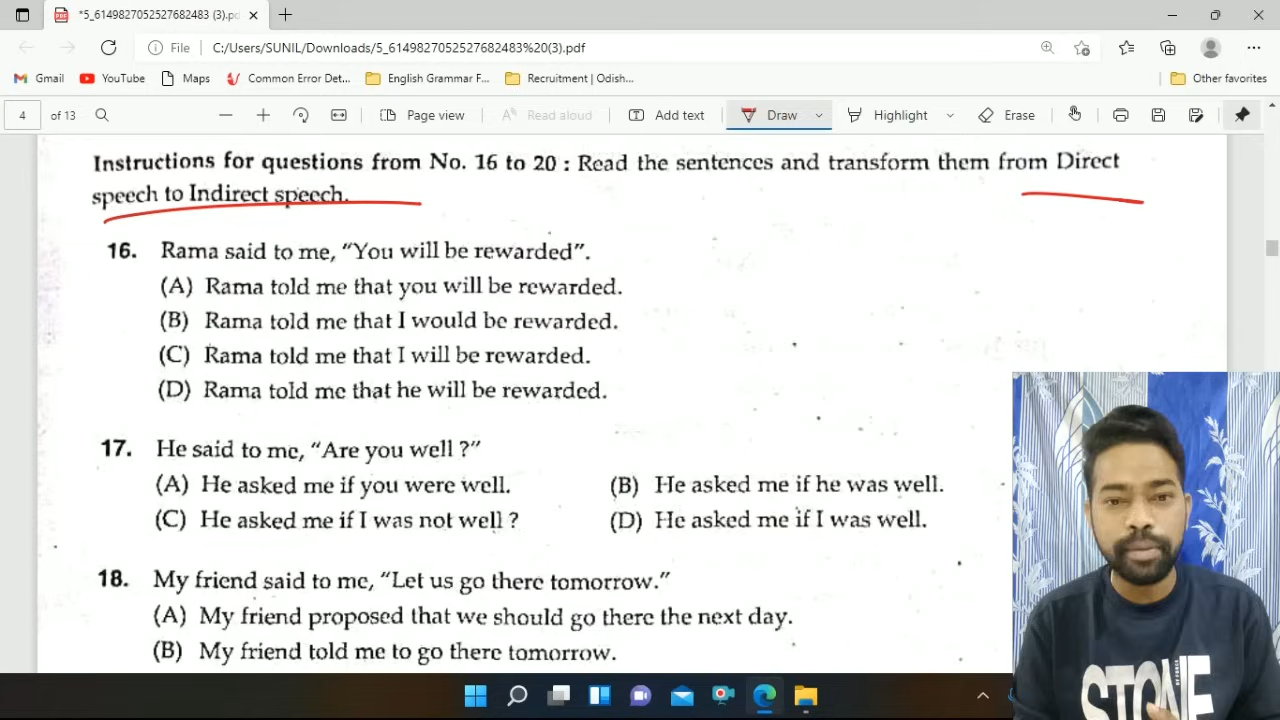 *5_6149827052527682483 (3).pc
File C:/Users/SUNIL/Downloads/5_6149827052527682483%20(3).pdf
Gmail YouTube Maps Common Error Det... English Grammar F... Recruitment | Odish... Other favorites
4 of 13 Page view Read aloud Add text Draw Highlight Erase
Instructions for questions from No. 16 to 20 : Read the sentences and transform them from Direct
speech to Indirect speech.
16. Rama said to me, “You will be rewarded”.
(A) Rama told me that you will be rewarded.
(B) Rama told me that I would be rewarded.
(C) Rama told me that I will be rewarded.
(D) Rama told me that he will be rewarded.
17. He said to me, “Are you well ?”
(A) He asked me if you were well. (B) He asked me if he was well.
(C) He asked me if I was not well ? (D) He asked me if I was well.
18. My friend said to me, “Let us go there tomorrow.”
(A) My friend proposed that we should go there the next day.
(B) My friend told me to go there tomorrow.